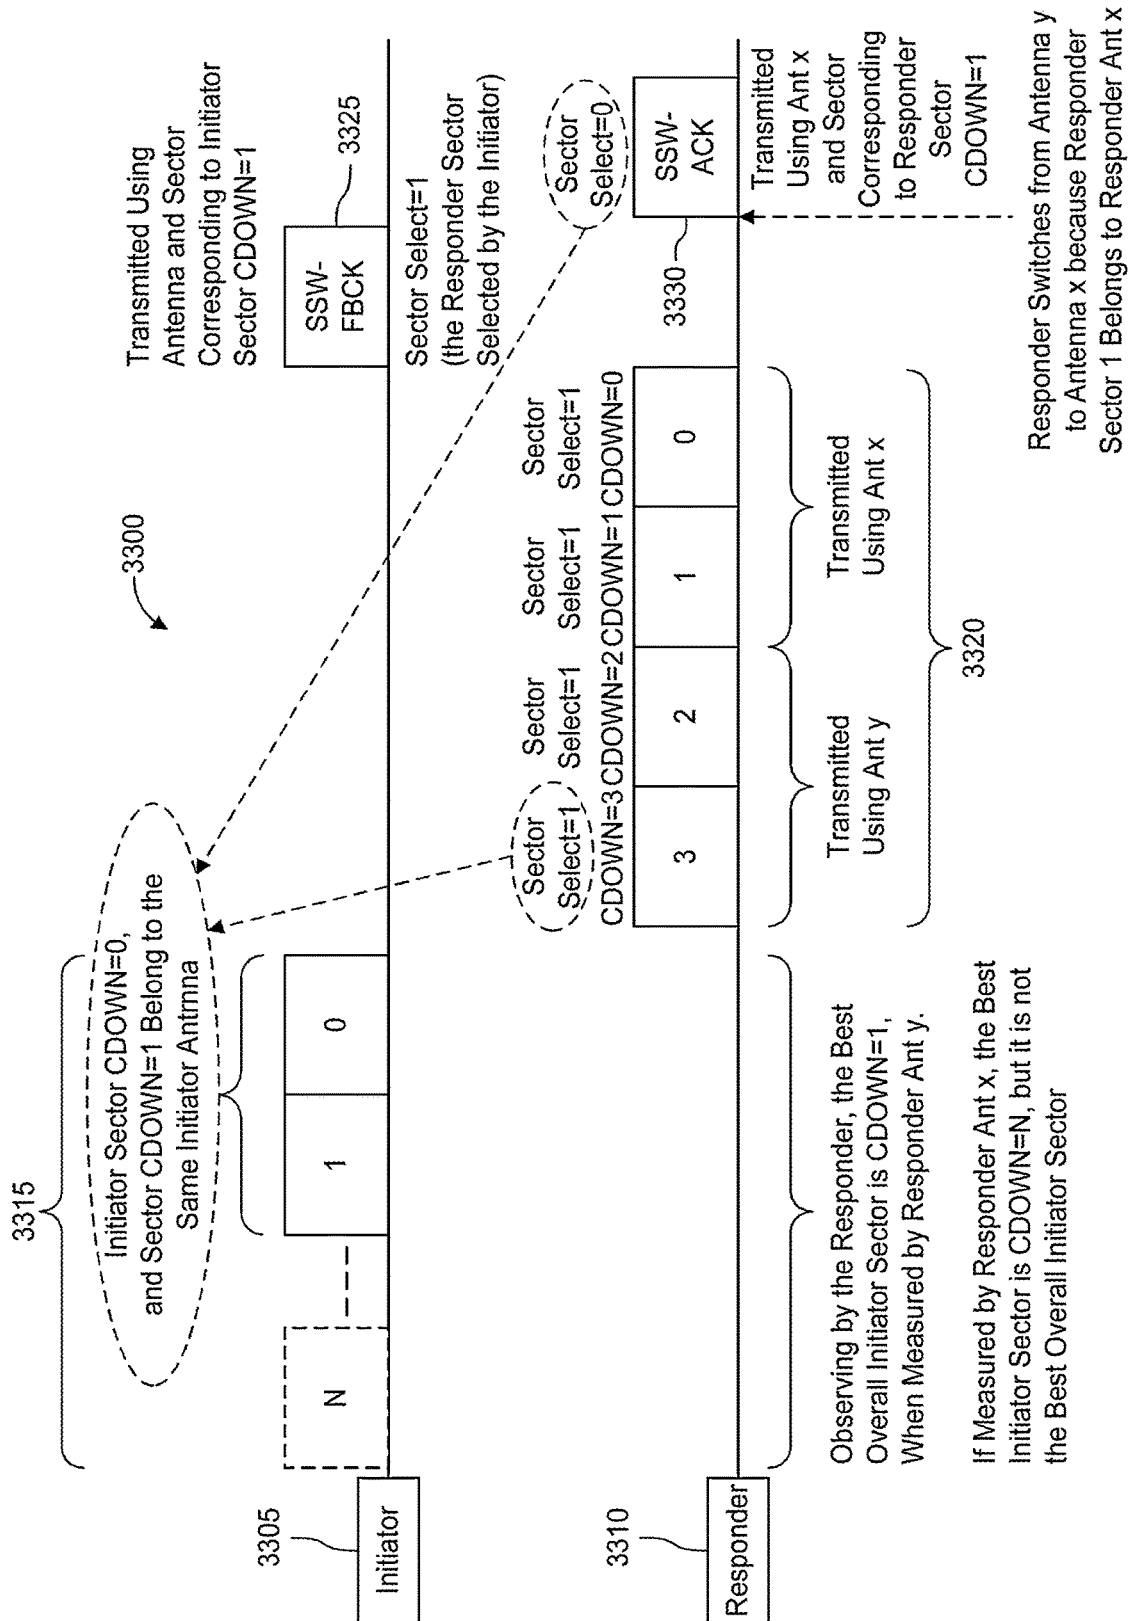 3300
3315
Initiator Sector CDOWN=0,
and Sector CDOWN=1 Belong to the
Same Initiator Antrnna
Transmitted Using
Antenna and Sector
Corresponding to Initiator
Sector CDOWN=1
3305
Initiator
N
1
0
SSW-
FBCK
3325
Sector Select=1
(the Responder Sector
Selected by the Initiator)
Sector
Select=1
CDOWN=3
Sector
Select=1
CDOWN=2
Sector
Select=1
CDOWN=1
Sector
Select=1
CDOWN=0
Sector
Select=0
3310
Responder
3
2
1
0
3330
SSW-
ACK
Observing by the Responder, the Best
Overall Initiator Sector is CDOWN=1,
When Measured by Responder Ant y.
If Measured by Responder Ant x, the Best
Initiator Sector is CDOWN=N, but it is not
the Best Overall Initiator Sector
Transmitted
Using Ant y
Transmitted
Using Ant x
3320
Transmitted
Using Ant x
and Sector
Corresponding
to Responder
Sector
CDOWN=1
Responder Switches from Antenna y
to Antenna x because Responder
Sector 1 Belongs to Responder Ant x